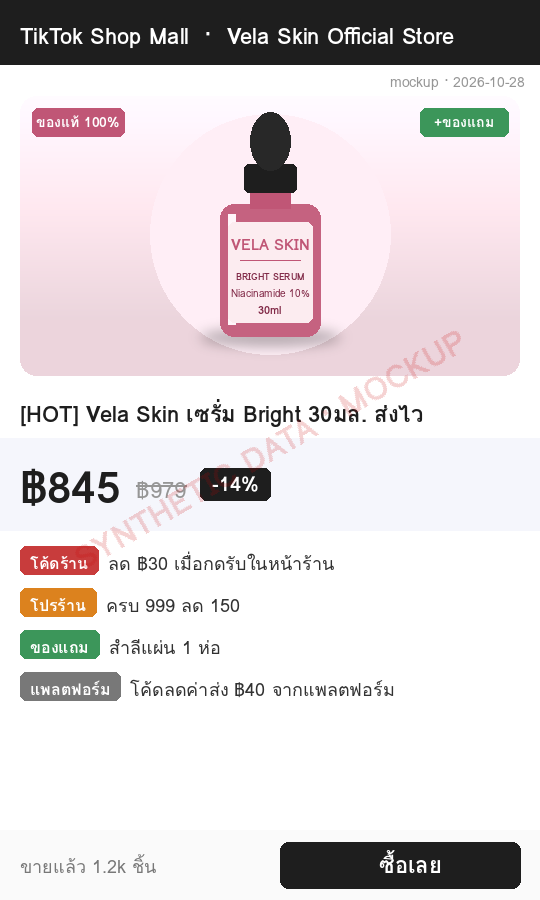 TikTok Shop Mall · Vela Skin Official Store
mockup · 2026-10-28
ของแท้ 100%
+ของแถม
VELA SKIN
BRIGHT SERUM
Niacinamide 10%
30ml
[HOT] Vela Skin เซรั่ม Bright 30มล. ส่งไว
฿845 ฿979 -14%
SYNTHETIC DATA · MOCKUP
โค้ดร้าน ลด ฿30 เมื่อกดรับในหน้าร้าน
โปรร้าน ครบ 999 ลด 150
ของแถม สำลีแผ่น 1 ห่อ
แพลตฟอร์ม โค้ดลดค่าส่ง ฿40 จากแพลตฟอร์ม
ขายแล้ว 1.2k ชิ้น
ซื้อเลย